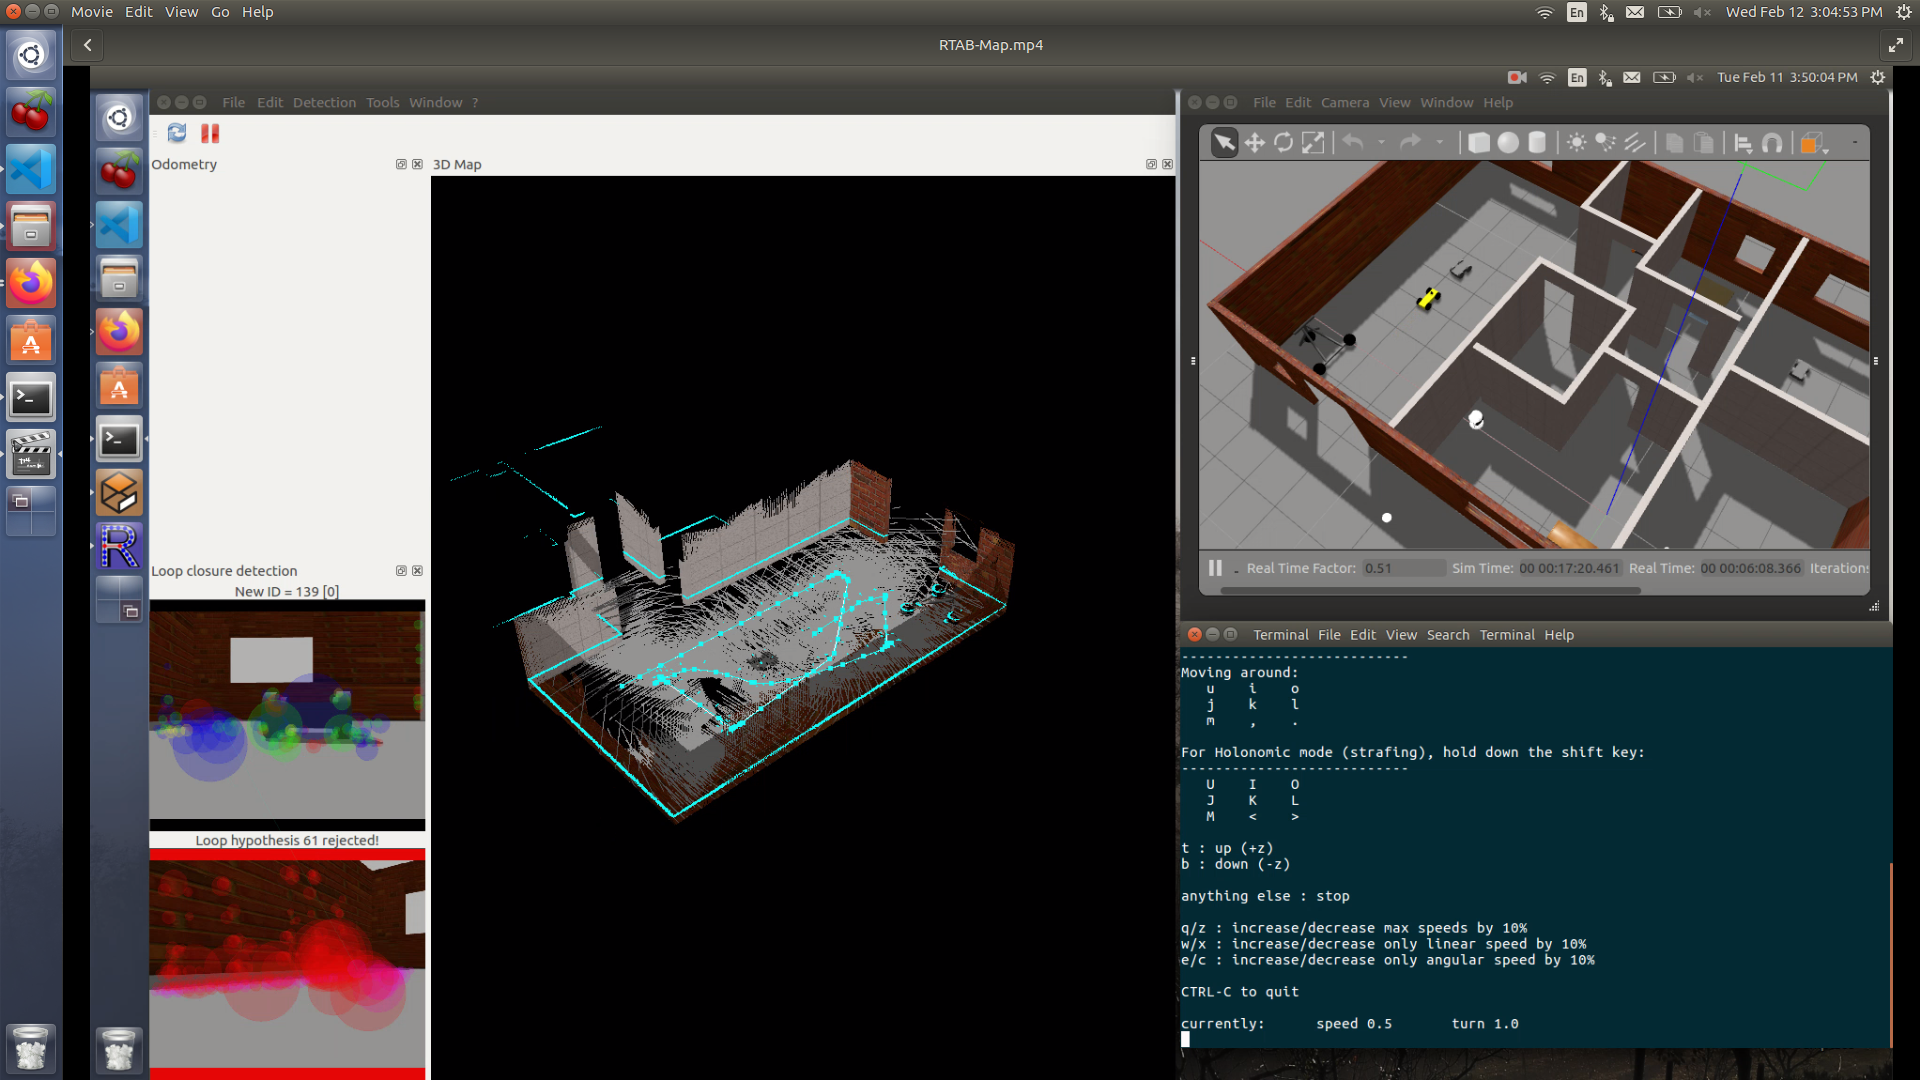 Movie Edit View Go Help
En
Wed Feb 12 3:04:53 PM
RTAB-Map.mp4
En
Tue Feb 11 3:50:04 PM
File Edit Detection Tools Window ?
Odometry
3D Map
Loop closure detection
New ID = 139 [0]
Loop hypothesis 61 rejected!
File Edit Camera View Window Help
Real Time Factor: 0.51 Sim Time: 00 00:17:20.461 Real Time: 00 00:06:08.366 Iterations
Terminal File Edit View Search Terminal Help
---------------------------
Moving around:
u i o
j k l
m , .
For Holonomic mode (strafing), hold down the shift key:
---------------------------
U I O
J K L
M < >
t : up (+z)
b : down (-z)
anything else : stop
q/z : increase/decrease max speeds by 10%
w/x : increase/decrease only linear speed by 10%
e/c : increase/decrease only angular speed by 10%
CTRL-C to quit
currently: speed 0.5 turn 1.0